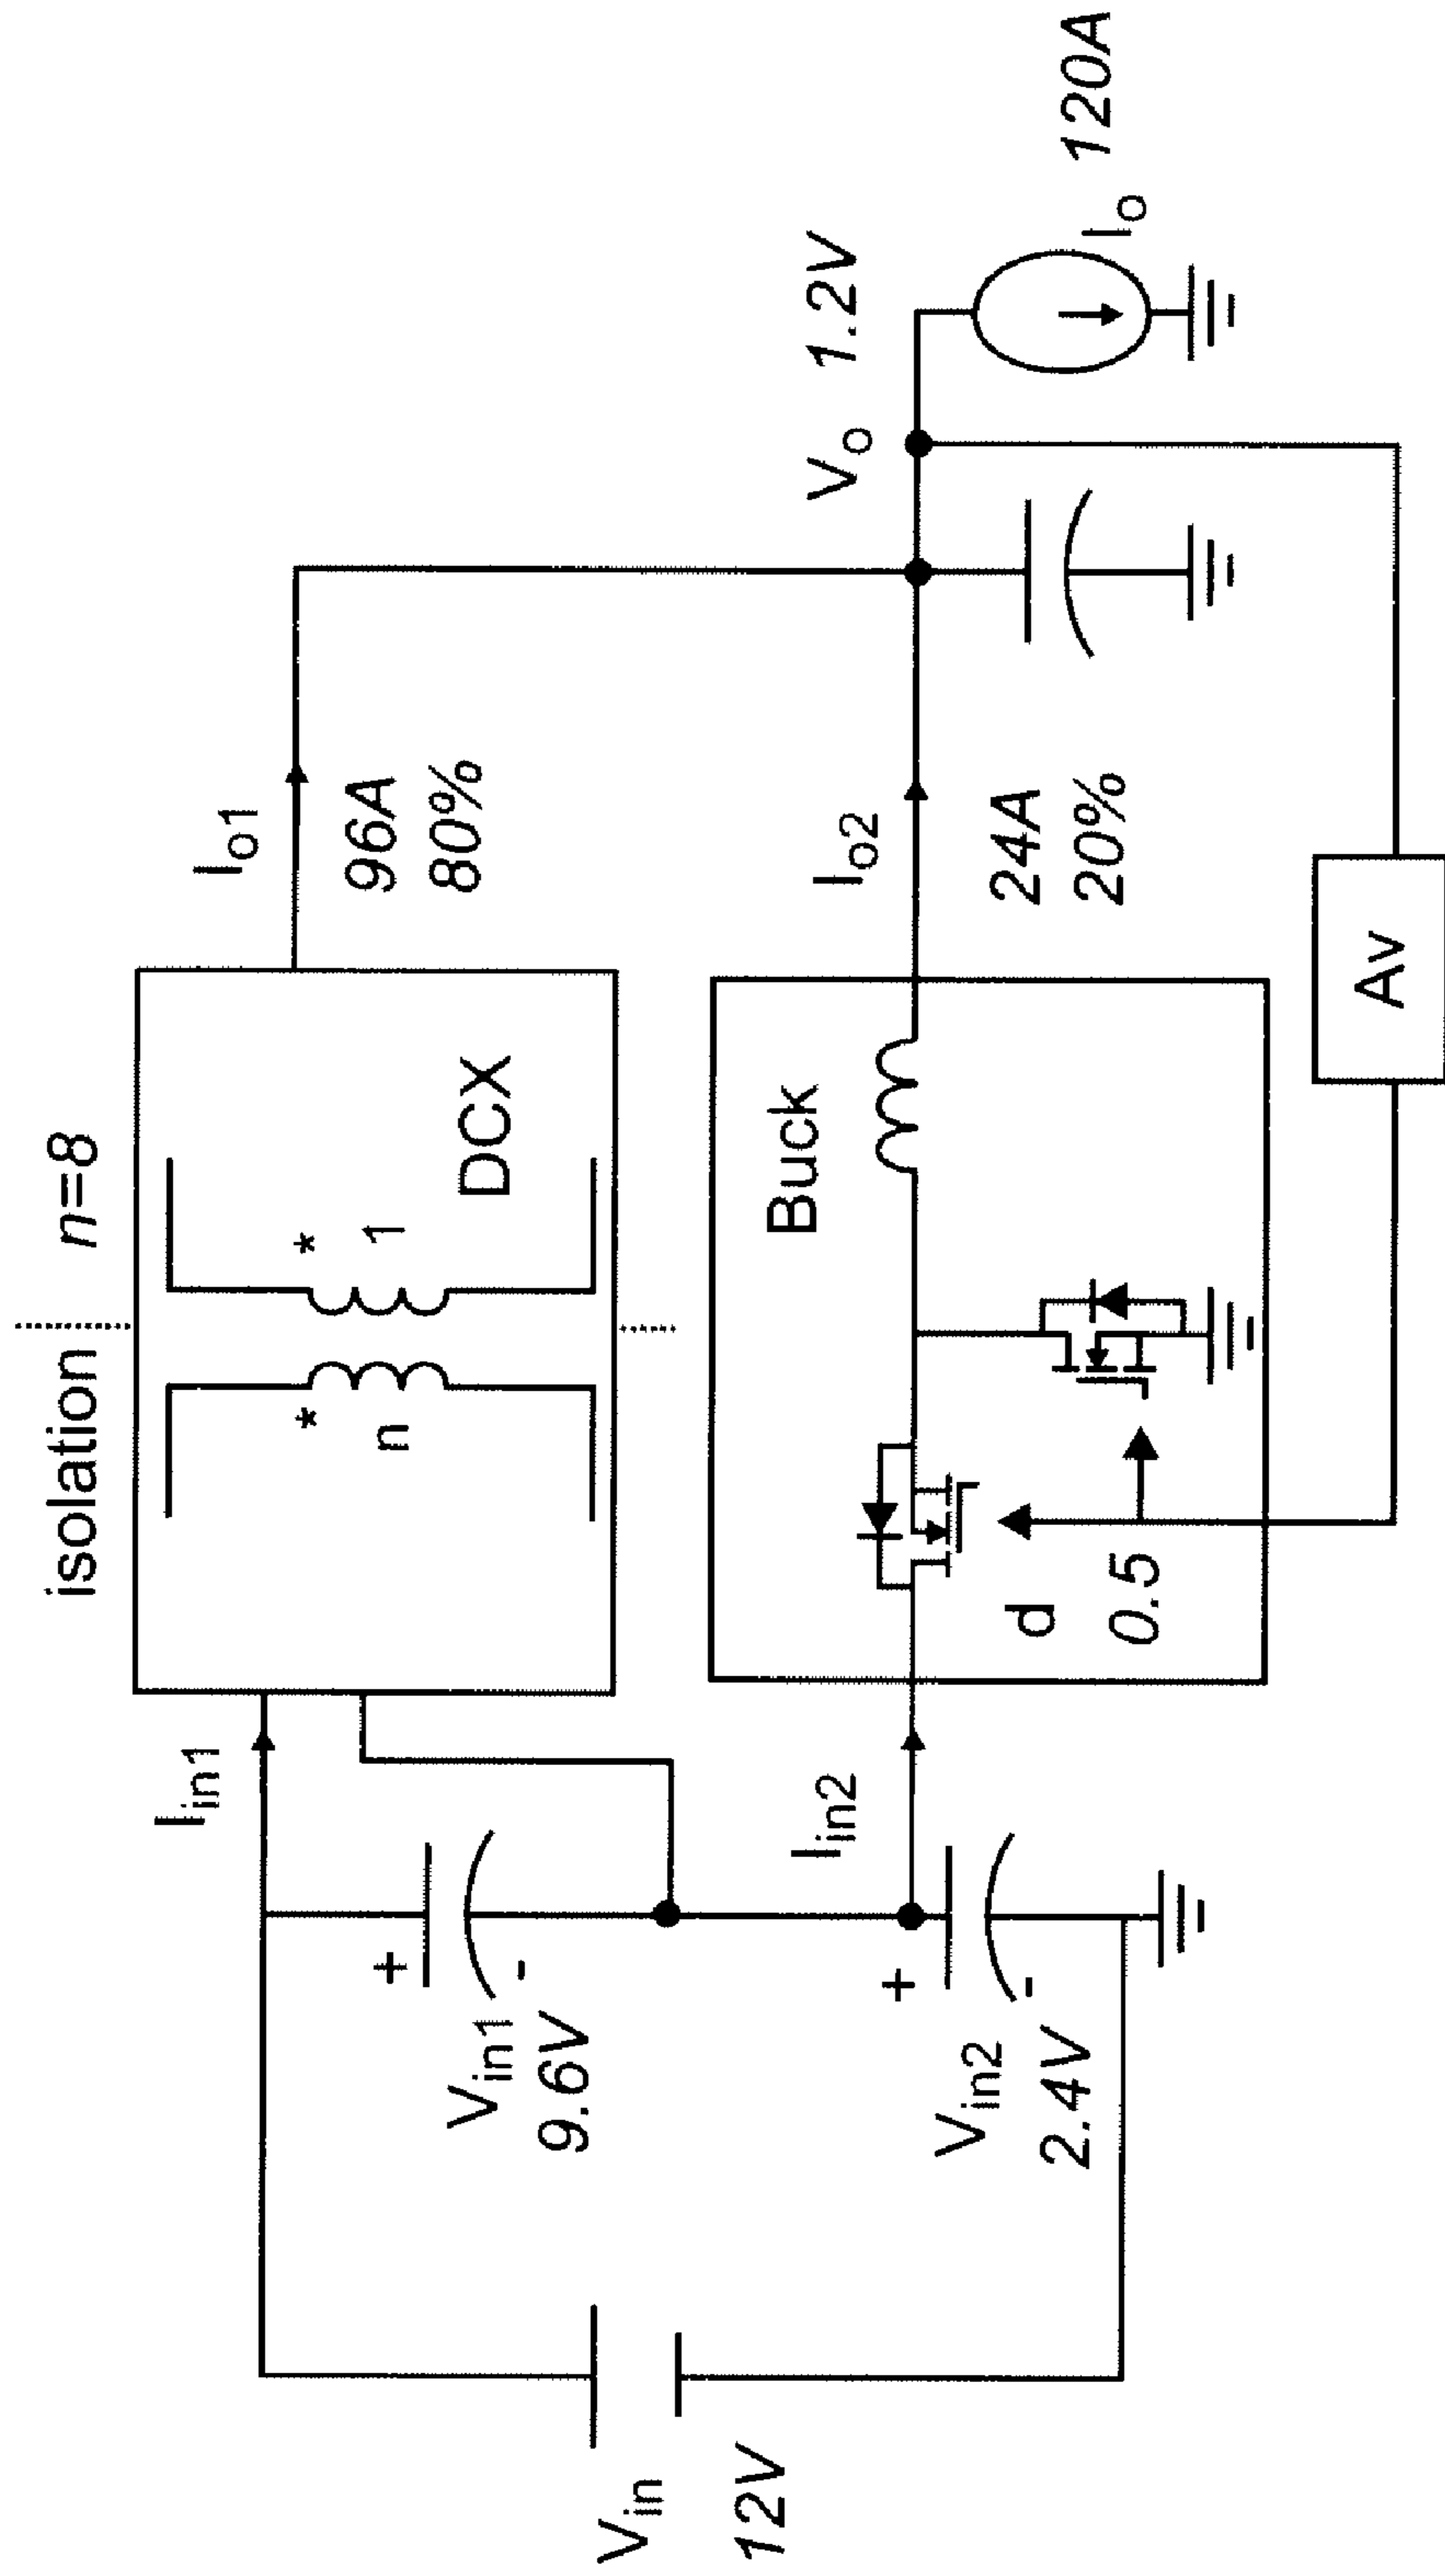 isolation n=8
I_in1
*
n
*
1
DCX
I_o1
96A
80%
V_in
12V
+
V_in1
9.6V
-
+
V_in2
2.4V
-
I_in2
Buck
d
0.5
I_o2
24A
20%
V_o 1.2V
I_o 120A
Av